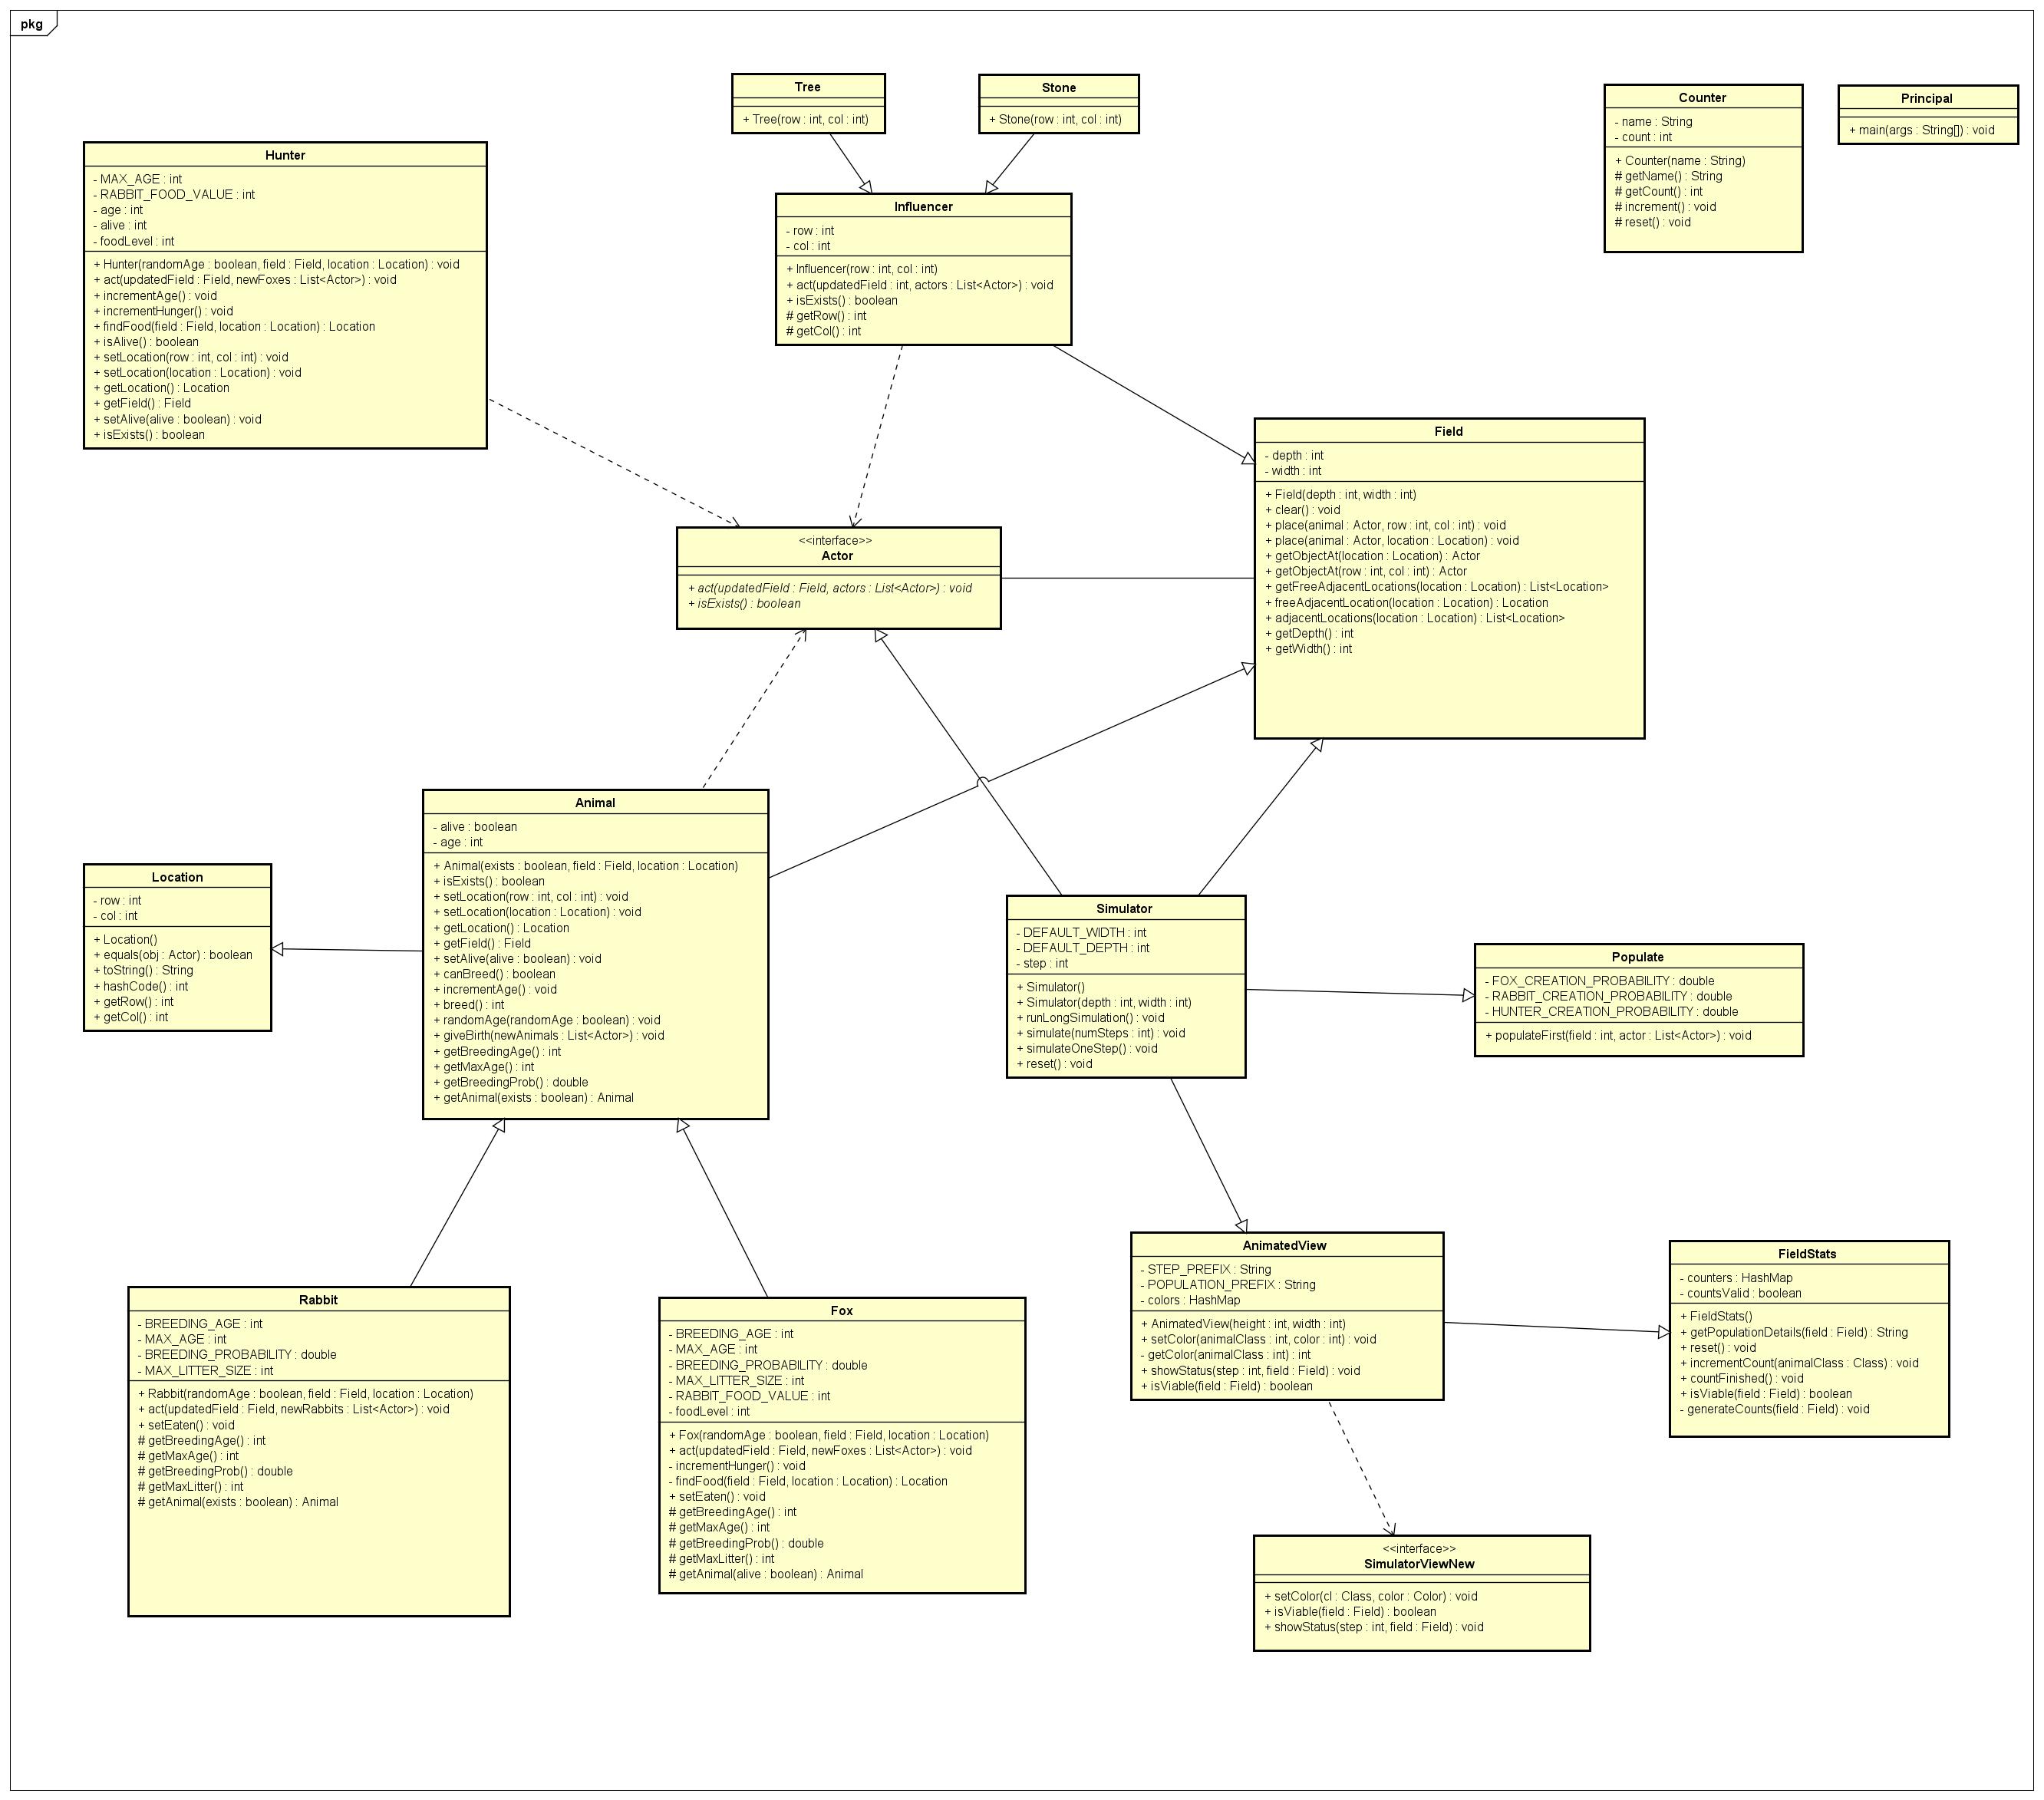 pkg
Tree
+ Tree(row : int, col : int)
Stone
+ Stone(row : int, col : int)
Counter
- name : String
- count : int
+ Counter(name : String)
# getName() : String
# getCount() : int
# increment() : void
# reset() : void
Principal
+ main(args : String[]) : void
Hunter
- MAX_AGE : int
- RABBIT_FOOD_VALUE : int
- age : int
- alive : int
- foodLevel : int
+ Hunter(randomAge : boolean, field : Field, location : Location) : void
+ act(updatedField : Field, newFoxes : List<Actor>) : void
+ incrementAge() : void
+ incrementHunger() : void
+ findFood(field : Field, location : Location) : Location
+ isAlive() : boolean
+ setLocation(row : int, col : int) : void
+ setLocation(location : Location) : void
+ getLocation() : Location
+ getField() : Field
+ setAlive(alive : boolean) : void
+ isExists() : boolean
Influencer
- row : int
- col : int
+ Influencer(row : int, col : int)
+ act(updatedField : int, actors : List<Actor>) : void
+ isExists() : boolean
# getRow() : int
# getCol() : int
Field
- depth : int
- width : int
+ Field(depth : int, width : int)
+ clear() : void
+ place(animal : Actor, row : int, col : int) : void
+ place(animal : Actor, location : Location) : void
+ getObjectAt(location : Location) : Actor
+ getObjectAt(row : int, col : int) : Actor
+ getFreeAdjacentLocations(location : Location) : List<Location>
+ freeAdjacentLocation(location : Location) : Location
+ adjacentLocations(location : Location) : List<Location>
+ getDepth() : int
+ getWidth() : int
<<interface>>
Actor
+ act(updatedField : Field, actors : List<Actor>) : void
+ isExists() : boolean
Animal
- alive : boolean
- age : int
+ Animal(exists : boolean, field : Field, location : Location)
+ isExists() : boolean
+ setLocation(row : int, col : int) : void
+ setLocation(location : Location) : void
+ getLocation() : Location
+ getField() : Field
+ setAlive(alive : boolean) : void
+ canBreed() : boolean
+ incrementAge() : void
+ breed() : int
+ randomAge(randomAge : boolean) : void
+ giveBirth(newAnimals : List<Actor>) : void
+ getBreedingAge() : int
+ getMaxAge() : int
+ getBreedingProb() : double
+ getAnimal(exists : boolean) : Animal
Location
- row : int
- col : int
+ Location()
+ equals(obj : Actor) : boolean
+ toString() : String
+ hashCode() : int
+ getRow() : int
+ getCol() : int
Simulator
- DEFAULT_WIDTH : int
- DEFAULT_DEPTH : int
- step : int
+ Simulator()
+ Simulator(depth : int, width : int)
+ runLongSimulation() : void
+ simulate(numSteps : int) : void
+ simulateOneStep() : void
+ reset() : void
Populate
- FOX_CREATION_PROBABILITY : double
- RABBIT_CREATION_PROBABILITY : double
- HUNTER_CREATION_PROBABILITY : double
+ populateFirst(field : int, actor : List<Actor>) : void
Rabbit
- BREEDING_AGE : int
- MAX_AGE : int
- BREEDING_PROBABILITY : double
- MAX_LITTER_SIZE : int
+ Rabbit(randomAge : boolean, field : Field, location : Location)
+ act(updatedField : Field, newRabbits : List<Actor>) : void
+ setEaten() : void
# getBreedingAge() : int
# getMaxAge() : int
# getBreedingProb() : double
# getMaxLitter() : int
# getAnimal(exists : boolean) : Animal
Fox
- BREEDING_AGE : int
- MAX_AGE : int
- BREEDING_PROBABILITY : double
- MAX_LITTER_SIZE : int
- RABBIT_FOOD_VALUE : int
- foodLevel : int
+ Fox(randomAge : boolean, field : Field, location : Location)
+ act(updatedField : Field, newFoxes : List<Actor>) : void
- incrementHunger() : void
- findFood(field : Field, location : Location) : Location
+ setEaten() : void
# getBreedingAge() : int
# getMaxAge() : int
# getBreedingProb() : double
# getMaxLitter() : int
# getAnimal(alive : boolean) : Animal
AnimatedView
- STEP_PREFIX : String
- POPULATION_PREFIX : String
- colors : HashMap
+ AnimatedView(height : int, width : int)
+ setColor(animalClass : int, color : int) : void
- getColor(animalClass : int) : int
+ showStatus(step : int, field : Field) : void
+ isViable(field : Field) : boolean
FieldStats
- counters : HashMap
- countsValid : boolean
+ FieldStats()
+ getPopulationDetails(field : Field) : String
+ reset() : void
+ incrementCount(animalClass : Class) : void
+ countFinished() : void
+ isViable(field : Field) : boolean
- generateCounts(field : Field) : void
<<interface>>
SimulatorViewNew
+ setColor(cl : Class, color : Color) : void
+ isViable(field : Field) : boolean
+ showStatus(step : int, field : Field) : void